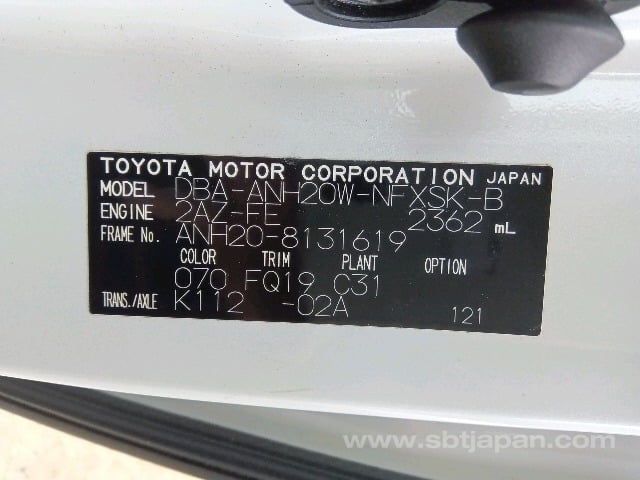 TOYOTA MOTOR CORPORATION JAPAN
MODEL DBA-ANH20W-NFXSK-B
ENGINE 2AZ-FE 2362 mL
FRAME No. ANH20-8131619
COLOR TRIM PLANT OPTION
070 FQ19 C31
TRANS./AXLE K112 -02A 121
www.sbtjapan.com